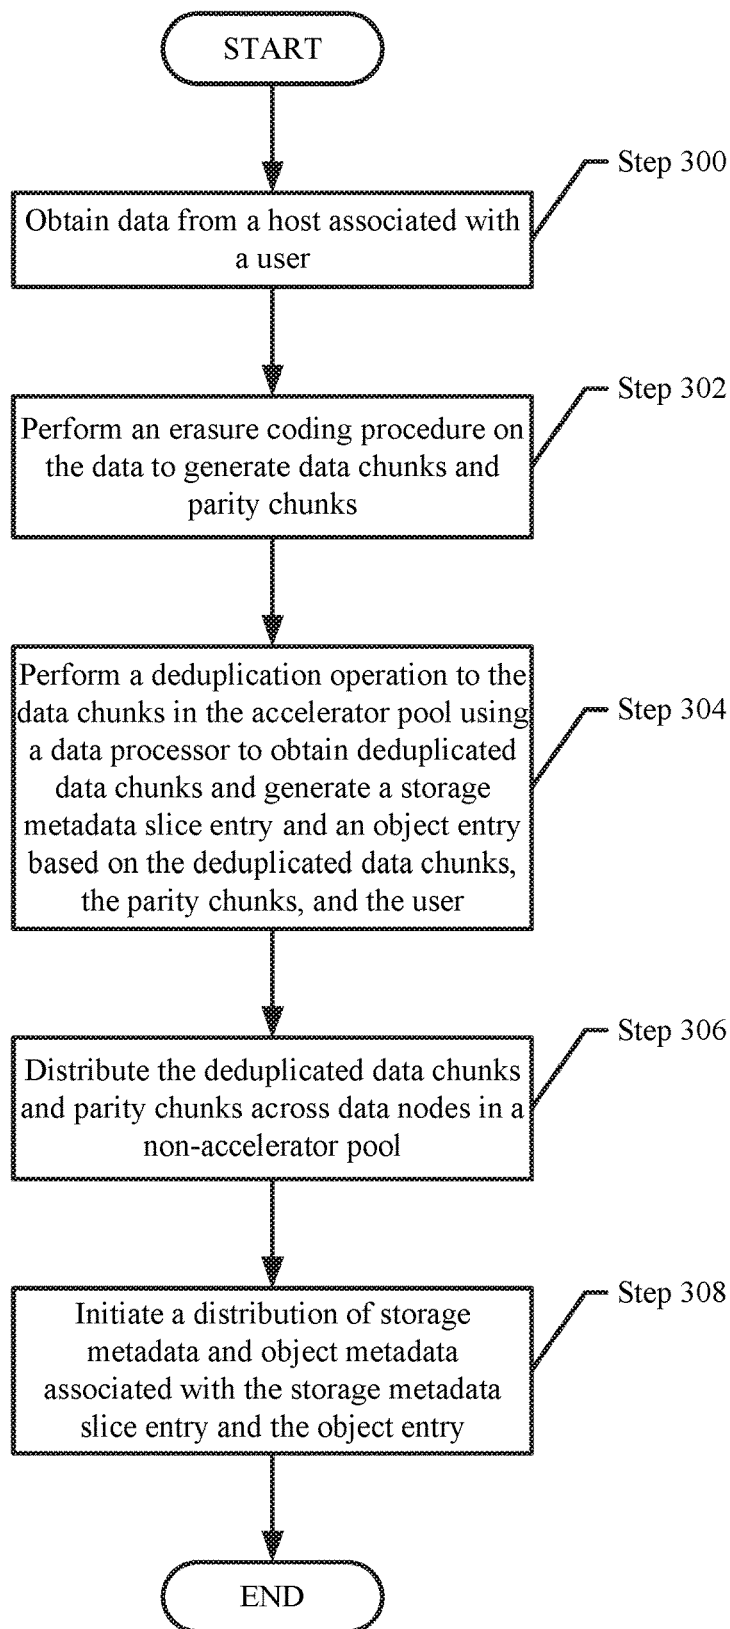 START
Step 300
Obtain data from a host associated with
a user
Step 302
Perform an erasure coding procedure on
the data to generate data chunks and
parity chunks
Step 304
Perform a deduplication operation to the
data chunks in the accelerator pool using
a data processor to obtain deduplicated
data chunks and generate a storage
metadata slice entry and an object entry
based on the deduplicated data chunks,
the parity chunks, and the user
Step 306
Distribute the deduplicated data chunks
and parity chunks across data nodes in a
non-accelerator pool
Step 308
Initiate a distribution of storage
metadata and object metadata
associated with the storage metadata
slice entry and the object entry
END